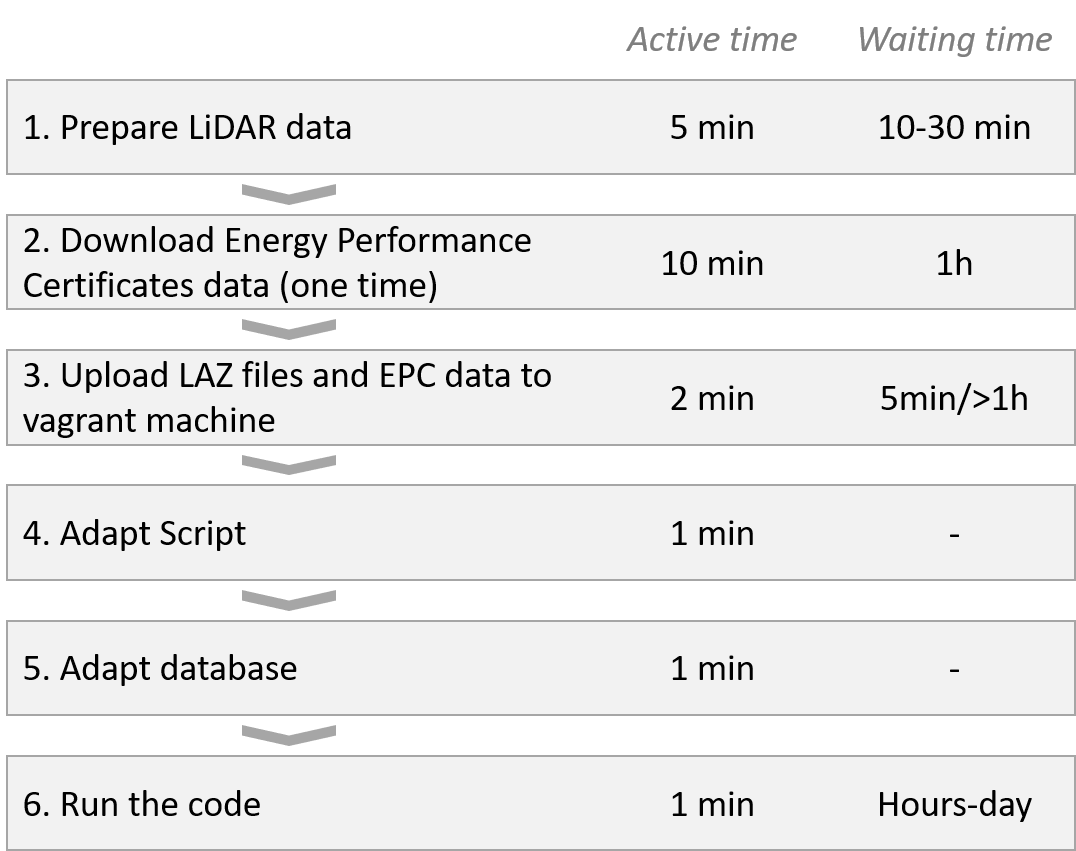 Active time Waiting time
1. Prepare LiDAR data 5 min 10-30 min
2. Download Energy Performance
Certificates data (one time) 10 min 1h
3. Upload LAZ files and EPC data to
vagrant machine 2 min 5min/>1h
4. Adapt Script 1 min -
5. Adapt database 1 min -
6. Run the code 1 min Hours-day